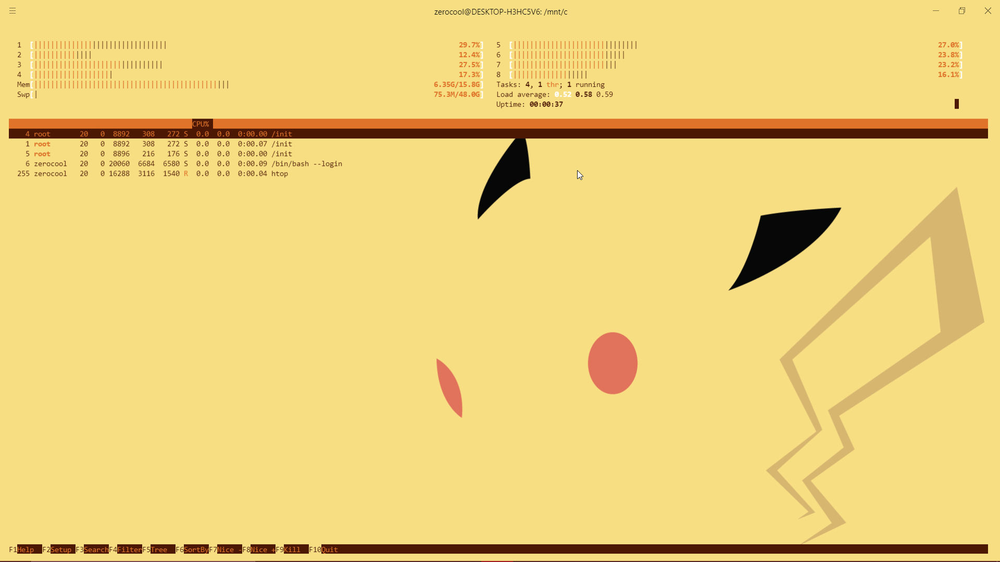 zerocool@DESKTOP-H3HC5V6: /mnt/c
1 [||||||||||||||||||||||||||||||||29.7%] 5 [||||||||||||||||||||||||||||||27.0%]
2 [||||||||||||||12.4%] 6 [|||||||||||||||||||||||||||23.8%]
3 [|||||||||||||||||||||||||||||||27.5%] 7 [|||||||||||||||||||||||||23.2%]
4 [|||||||||||||||||||17.3%] 8 [||||||||||||||||||16.1%]
Mem[|||||||||||||||||||||||||||||||||||||||||||||||6.35G/15.8G] Tasks: 4, 1 thr; 1 running
Swp[|75.3M/48.0G] Load average: 0.52 0.58 0.59
Uptime: 00:00:37
CPU%
4 root 20 0 8892 308 272 S 0.0 0.0 0:00.00 /init
1 root 20 0 8892 308 272 S 0.0 0.0 0:00.07 /init
5 root 20 0 8896 216 176 S 0.0 0.0 0:00.00 /init
6 zerocool 20 0 20060 6684 6580 S 0.0 0.0 0:00.09 /bin/bash --login
255 zerocool 20 0 16288 3116 1540 R 0.0 0.0 0:00.04 htop
F1Help F2Setup F3SearchF4FilterF5Tree F6SortByF7Nice -F8Nice +F9Kill F10Quit